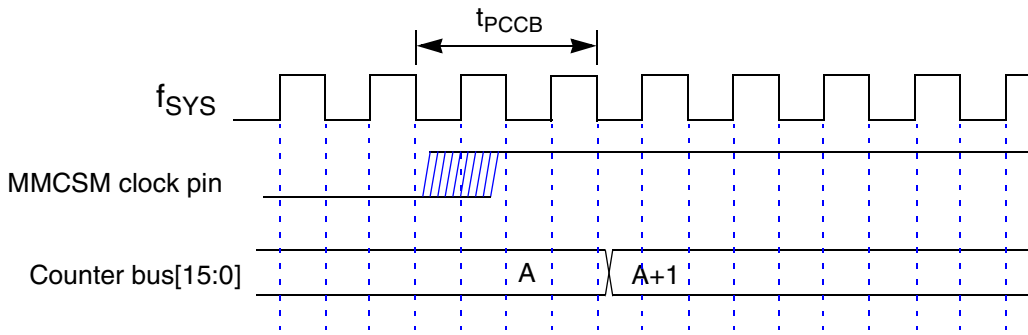 tPCCB
fSYS
MMCSM clock pin
Counter bus[15:0]
A
A+1